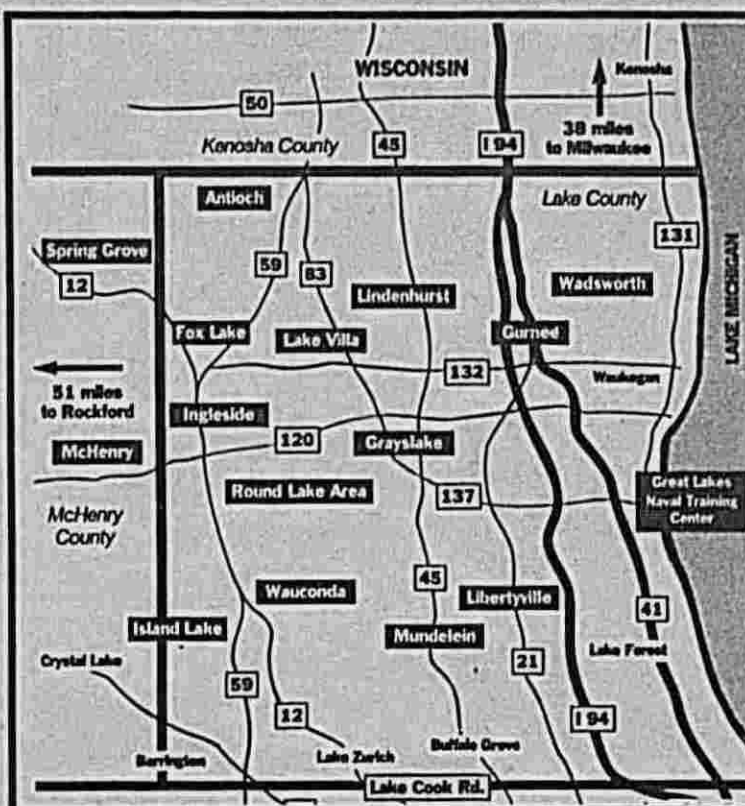 WISCONSIN
Kenosha
50
38 miles
to Milwaukee
Kenosha County
45
I 94
Antioch
Lake County
131
Spring Grove
12
59
83
Wadsworth
Lindenhurst
LAKE MICHIGAN
Fox Lake
Lake Villa
Gurnee
132
51 miles
to Rockford
Waukegan
Ingleside
120
Grayslake
McHenry
Round Lake Area
137
Great Lakes
Naval Training
Center
McHenry
County
Wauconda
45
Libertyville
41
Island Lake
Mundelein
Lake Forest
Crystal Lake
21
59
12
I 94
Barrington
Lake Zurich
Buffalo Grove
Lake Cook Rd.